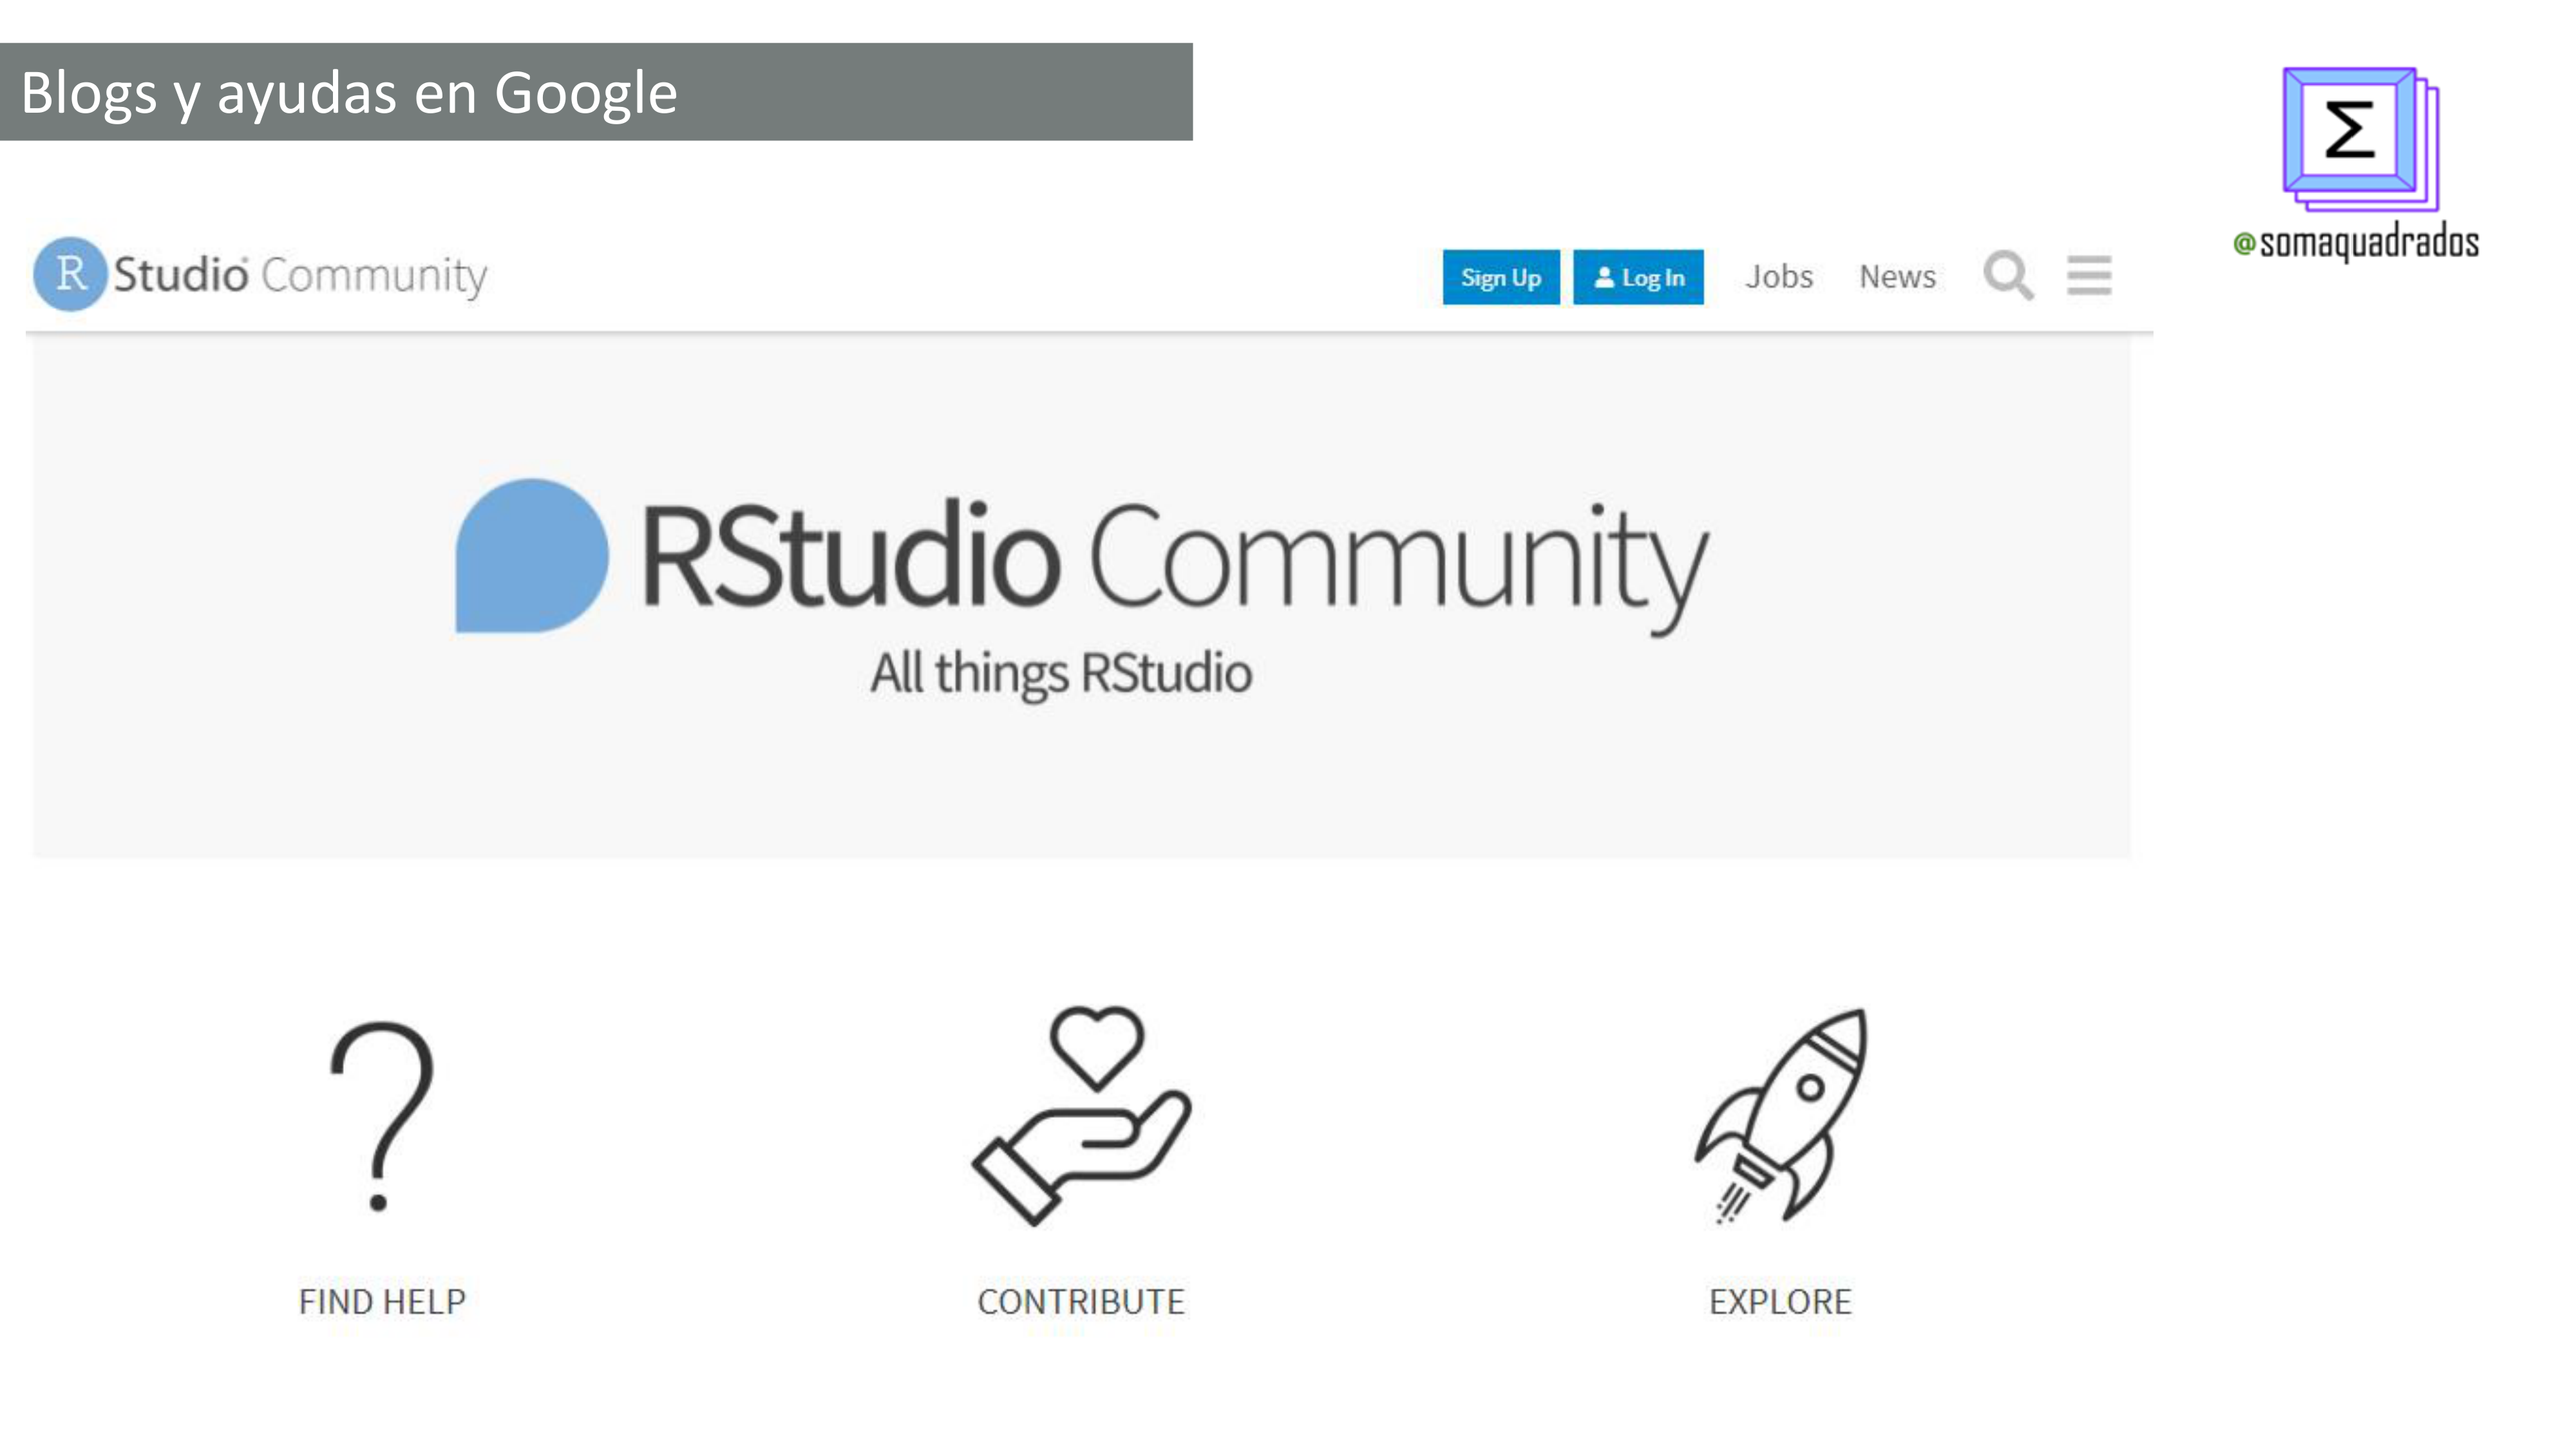 Blogs y ayudas en Google
Σ
@somaquadrados
R Studio Community
Sign Up
Log In
Jobs
News
RStudio Community
All things RStudio
FIND HELP
CONTRIBUTE
EXPLORE